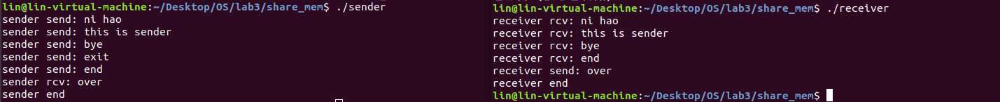 lin@lin-virtual-machine:~/Desktop/OS/lab3/share_mem$ ./sender
sender send: ni hao
sender send: this is sender
sender send: bye
sender send: exit
sender send: end
sender rcv: over
sender end
lin@lin-virtual-machine:~/Desktop/OS/lab3/share_mem$ ./receiver
receiver rcv: ni hao
receiver rcv: this is sender
receiver rcv: bye
receiver rcv: end
receiver send: over
receiver end
lin@lin-virtual-machine:~/Desktop/OS/lab3/share_mem$